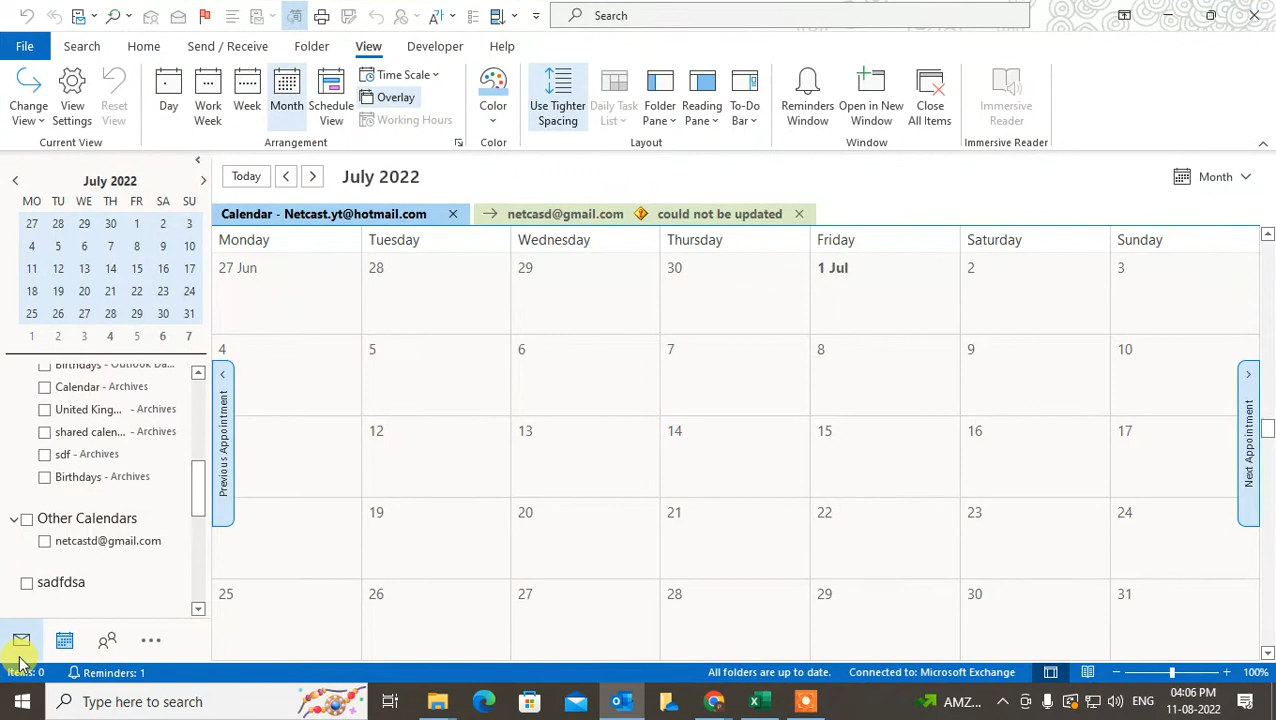 Search
File Search Home Send / Receive Folder View Developer Help
Change View Settings Reset View
Current View
Day Work Week Week Month Schedule View
Time Scale
Overlay
Working Hours
Arrangement
Color
Color
Use Tighter Spacing Daily Task List Folder Pane Reading Pane To-Do Bar
Layout
Reminders Window Open in New Window Close All Items
Window
Immersive Reader
Immersive Reader
July 2022
MO TU WE TH FR SA SU
27 28 29 30 1 2 3
4 5 6 7 8 9 10
11 12 13 14 15 16 17
18 19 20 21 22 23 24
25 26 27 28 29 30 31
1 2 3 4 5 6 7
Birthdays - Outlook Da...
Calendar - Archives
United King... - Archives
shared calen... - Archives
sdf - Archives
Birthdays - Archives
Other Calendars
netcastd@gmail.com
sadfdsa
Today July 2022 Month
Calendar - Netcast.yt@hotmail.com netcasd@gmail.com could not be updated
Monday Tuesday Wednesday Thursday Friday Saturday Sunday
27 Jun 28 29 30 1 Jul 2 3
4 5 6 7 8 9 10
12 13 14 15 16 17
19 20 21 22 23 24
25 26 27 28 29 30 31
Previous Appointment
Next Appointment
Items: 0 Reminders: 1 All folders are up to date. Connected to: Microsoft Exchange 100%
Type here to search AMZ... ENG 04:06 PM
11-08-2022